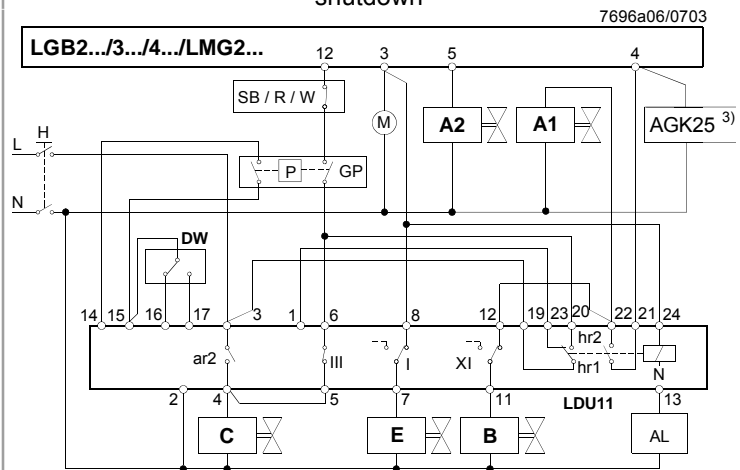 shutdown
7696a06/0703
LGB2.../3.../4.../LMG2...
12 3 5 4
SB / R / W
M
A2
A1
AGK25 3)
H
L
P
GP
N
DW
14 15 16 17 3 1 6 8 12 19 23 20 22 21 24
ar2
III
I
XI
hr2
hr1
N
2 4 5 7 11 LDU11 13
C
E
B
AL